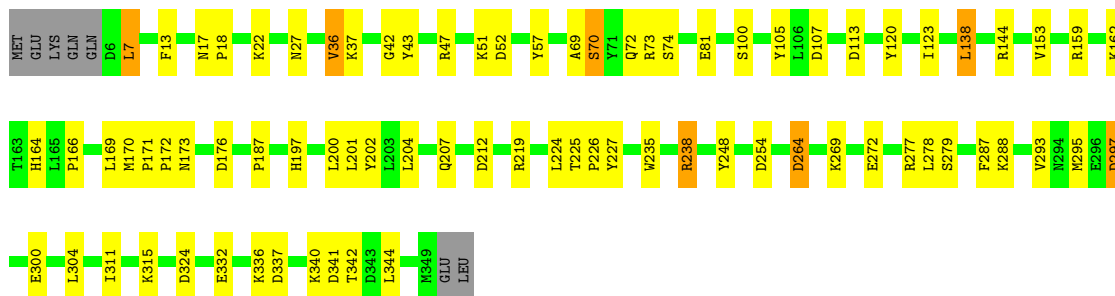 MET GLU LYS GLN GLN D6 L7 F13 N17 P18 K22 N27 V36 K37 G42 Y43 R47 K51 D52 Y57 A69 S70 Y71 Q72 R73 S74 E81 S100 Y105 L106 D107 D113 Y120 I123 L138 R144 V153 R159 K162
T163 H164 L165 P166 L169 M170 P171 P172 N173 D176 P187 H197 L200 L201 Y202 L203 L204 Q207 D212 R219 L224 T225 P226 Y227 W235 R238 Y248 D254 D264 K269 E272 R277 L278 S279 F287 K288 V293 N294 M295 E296
E300 L304 I311 K315 D324 E332 K336 D337 K340 D341 T342 D343 L344 M349 GLU LEU